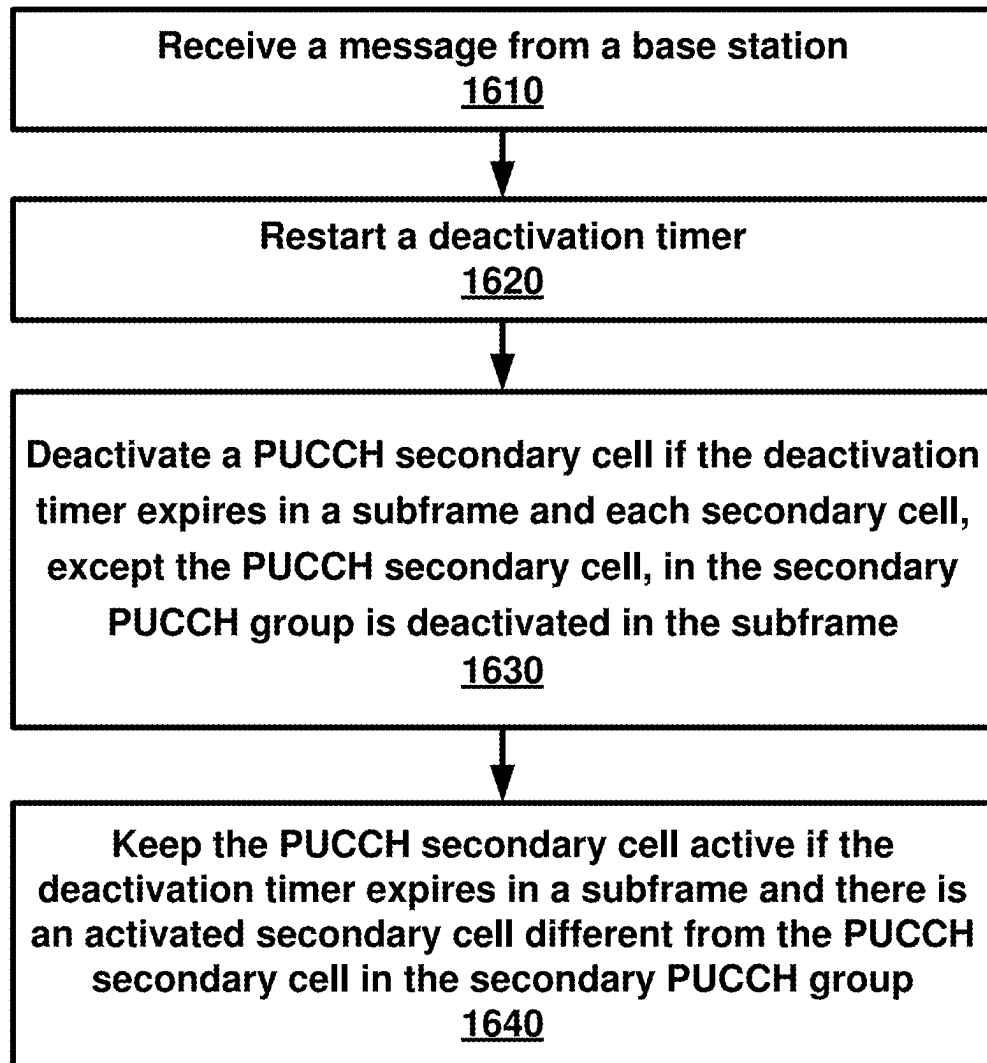 Receive a message from a base station
1610
Restart a deactivation timer
1620
Deactivate a PUCCH secondary cell if the deactivation
timer expires in a subframe and each secondary cell,
except the PUCCH secondary cell, in the secondary
PUCCH group is deactivated in the subframe
1630
Keep the PUCCH secondary cell active if the
deactivation timer expires in a subframe and there is
an activated secondary cell different from the PUCCH
secondary cell in the secondary PUCCH group
1640